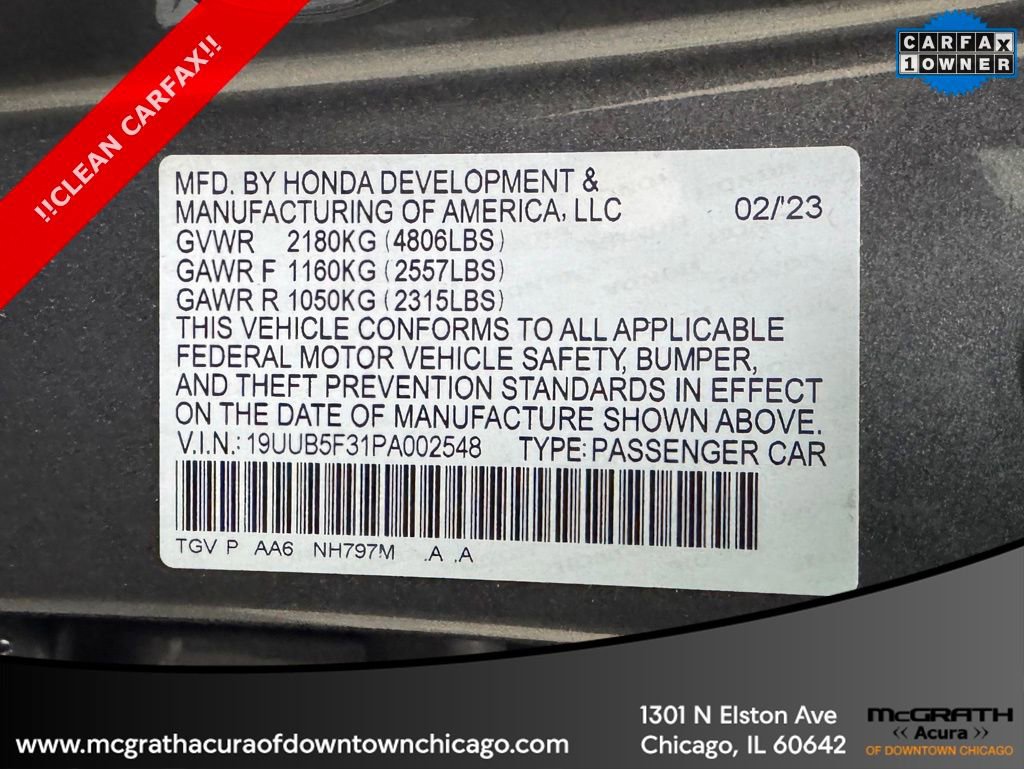 !!CLEAN CARFAX!!
CARFAX
1 OWNER
MFD. BY HONDA DEVELOPMENT &
MANUFACTURING OF AMERICA, LLC 02/'23
GVWR 2180KG (4806LBS)
GAWR F 1160KG (2557LBS)
GAWR R 1050KG (2315LBS)
THIS VEHICLE CONFORMS TO ALL APPLICABLE
FEDERAL MOTOR VEHICLE SAFETY, BUMPER,
AND THEFT PREVENTION STANDARDS IN EFFECT
ON THE DATE OF MANUFACTURE SHOWN ABOVE.
V.I.N.: 19UUB5F31PA002548 TYPE: PASSENGER CAR
TGV P AA6 NH797M .A .A
www.mcgrathacuraofdowntownchicago.com
1301 N Elston Ave
Chicago, IL 60642
McGRATH
‹‹ Acura ››
OF DOWNTOWN CHICAGO